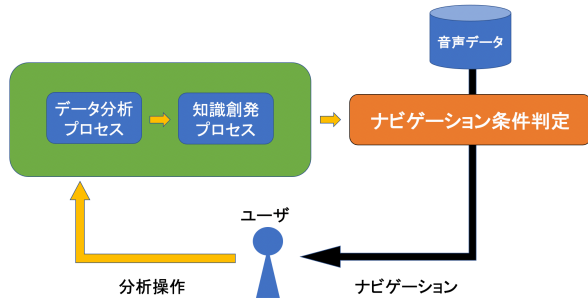 音声データ
データ分析
プロセス
知識創発
プロセス
ナビゲーション条件判定
ユーザ
分析操作
ナビゲーション